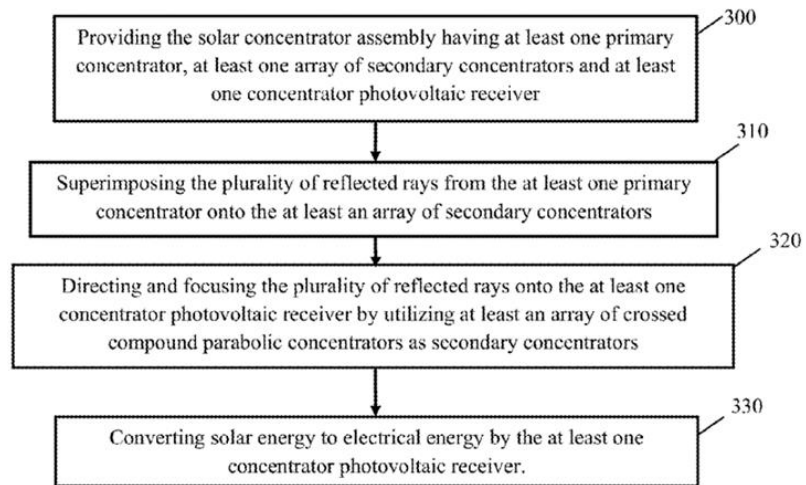 300
Providing the solar concentrator assembly having at least one primary
concentrator, at least one array of secondary concentrators and at least
one concentrator photovoltaic receiver
310
Superimposing the plurality of reflected rays from the at least one primary
concentrator onto the at least an array of secondary concentrators
320
Directing and focusing the plurality of reflected rays onto the at least one
concentrator photovoltaic receiver by utilizing at least an array of crossed
compound parabolic concentrators as secondary concentrators
330
Converting solar energy to electrical energy by the at least one
concentrator photovoltaic receiver.